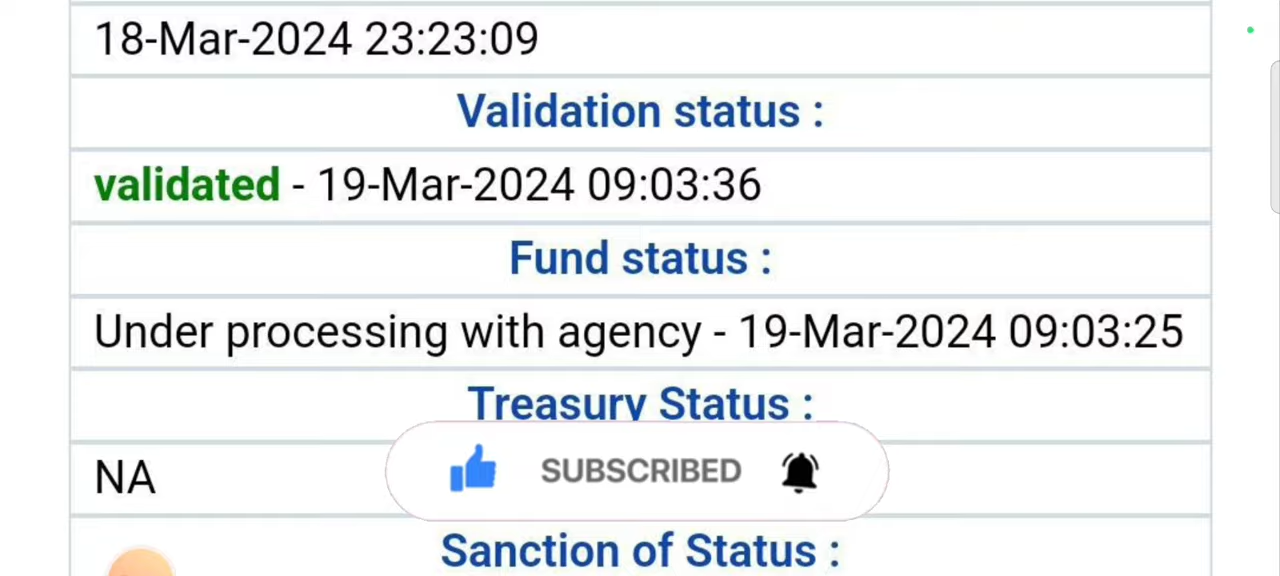 18-Mar-2024 23:23:09
Validation status :
validated - 19-Mar-2024 09:03:36
Fund status :
Under processing with agency - 19-Mar-2024 09:03:25
Treasury Status :
NA
SUBSCRIBED
Sanction of Status :